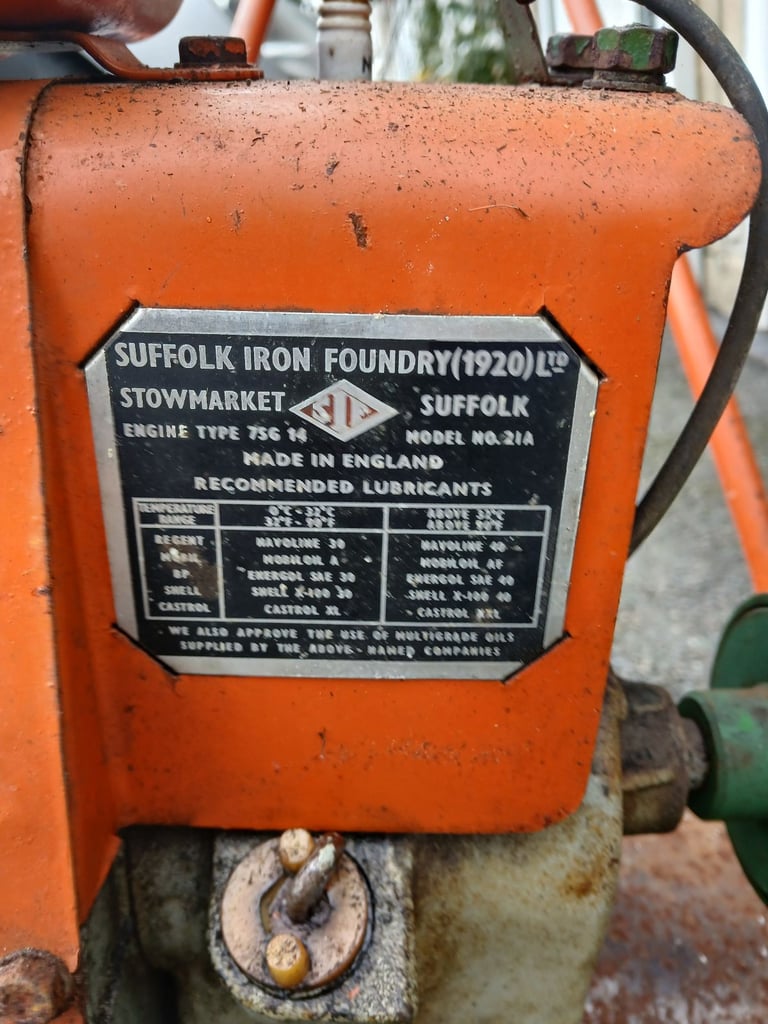 SUFFOLK IRON FOUNDRY (1920) LTD
STOWMARKET SIF SUFFOLK
ENGINE TYPE 75G 14 MODEL NO. 21A
MADE IN ENGLAND
RECOMMENDED LUBRICANTS
TEMPERATURE RANGE 0°C - 32°C 32°F - 90°F ABOVE 32°C ABOVE 90°F
REGENT HAVOLINE 30 HAVOLINE 40
MOBIL MOBILOIL A MOBILOIL AF
BP ENERGOL SAE 30 ENERGOL SAE 40
SHELL SHELL X-100 30 SHELL X-100 40
CASTROL CASTROL XL CASTROL XXL
WE ALSO APPROVE THE USE OF MULTIGRADE OILS
SUPPLIED BY THE ABOVE - NAMED COMPANIES